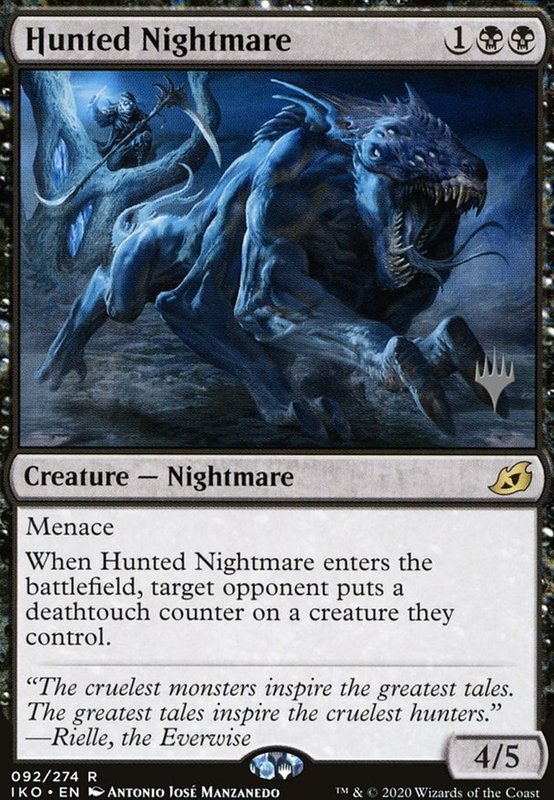 Hunted Nightmare 1
Creature — Nightmare
Menace
When Hunted Nightmare enters the
battlefield, target opponent puts a
deathtouch counter on a creature they
control.
“The cruelest monsters inspire the greatest tales.
The greatest tales inspire the cruelest hunters.”
—Rielle, the Everwise
4/5
092/274 R
IKO • EN Antonio José Manzanedo ™ & © 2020 Wizards of the Coast